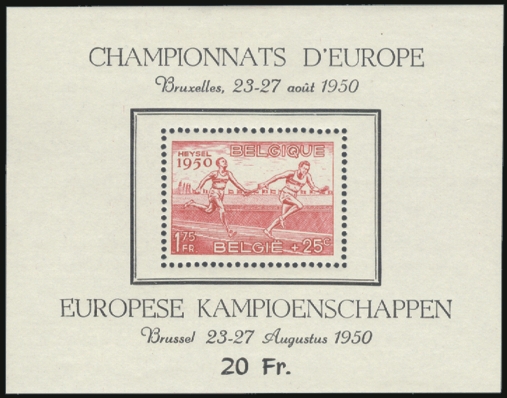 CHAMPIONNATS D'EUROPE
Bruxelles, 23-27 août 1950
HEYSEL BELGIQUE
1950
1.75 FR BELGIË + 25c
EUROPESE KAMPIOENSCHAPPEN
Brussel 23-27 Augustus 1950
20 Fr.